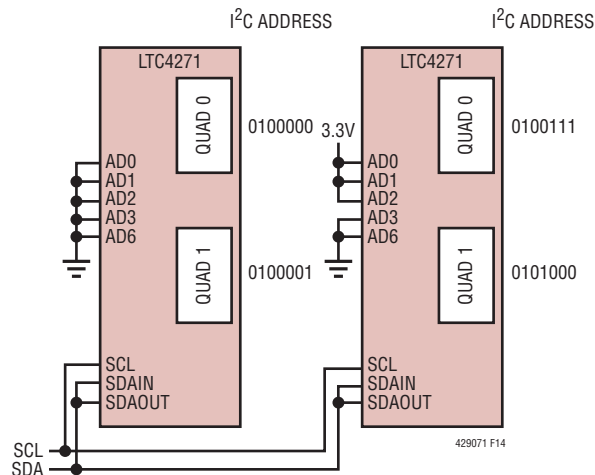 I²C ADDRESS
LTC4271
QUAD 0
0100000
AD0
AD1
AD2
AD3
AD6
QUAD 1
0100001
SCL
SDAIN
SDAOUT
I²C ADDRESS
LTC4271
QUAD 0
0100111
3.3V
AD0
AD1
AD2
AD3
AD6
QUAD 1
0101000
SCL
SDAIN
SDAOUT
SCL
SDA
429071 F14